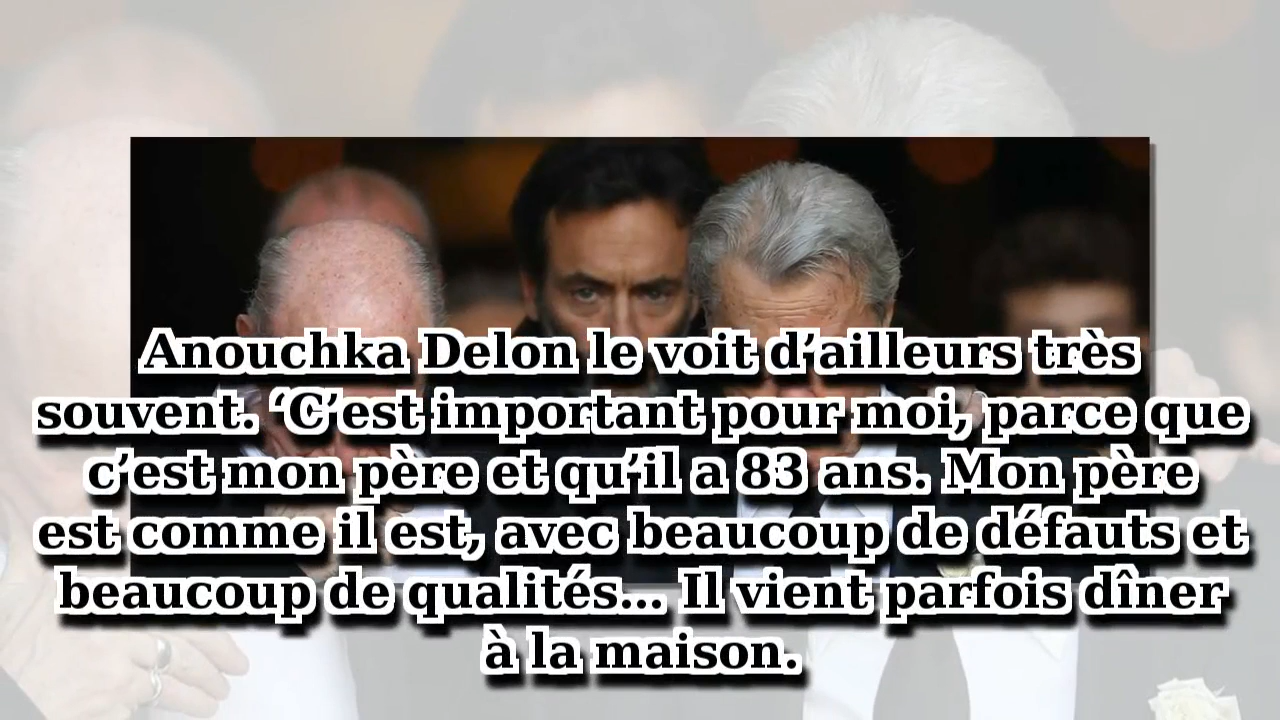 Anouchka Delon le voit d’ailleurs très
souvent. ‘C’est important pour moi, parce que
c’est mon père et qu’il a 83 ans. Mon père
est comme il est, avec beaucoup de défauts et
beaucoup de qualités... Il vient parfois dîner
à la maison.